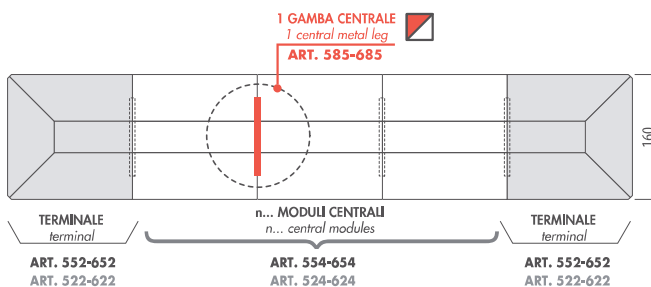 1 GAMBA CENTRALE
1 central metal leg
ART. 585-685
160
TERMINALE
terminal
ART. 552-652
ART. 522-622
n... MODULI CENTRALI
n... central modules
ART. 554-654
ART. 524-624
TERMINALE
terminal
ART. 552-652
ART. 522-622